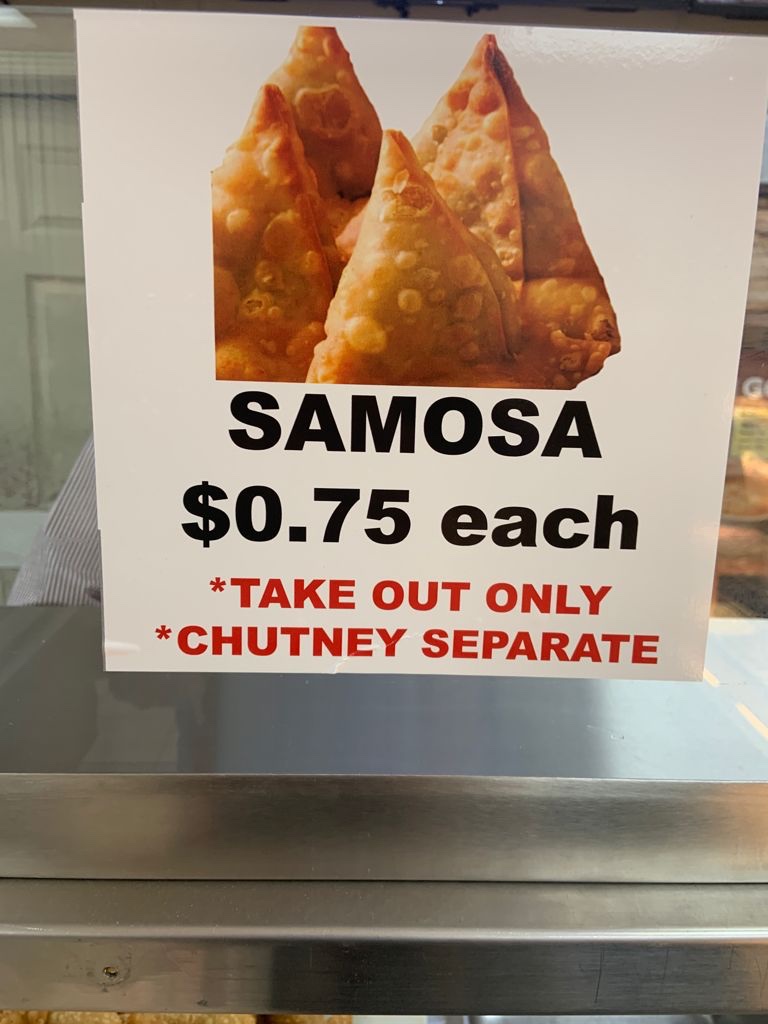 SAMOSA
$0.75 each
*TAKE OUT ONLY
*CHUTNEY SEPARATE